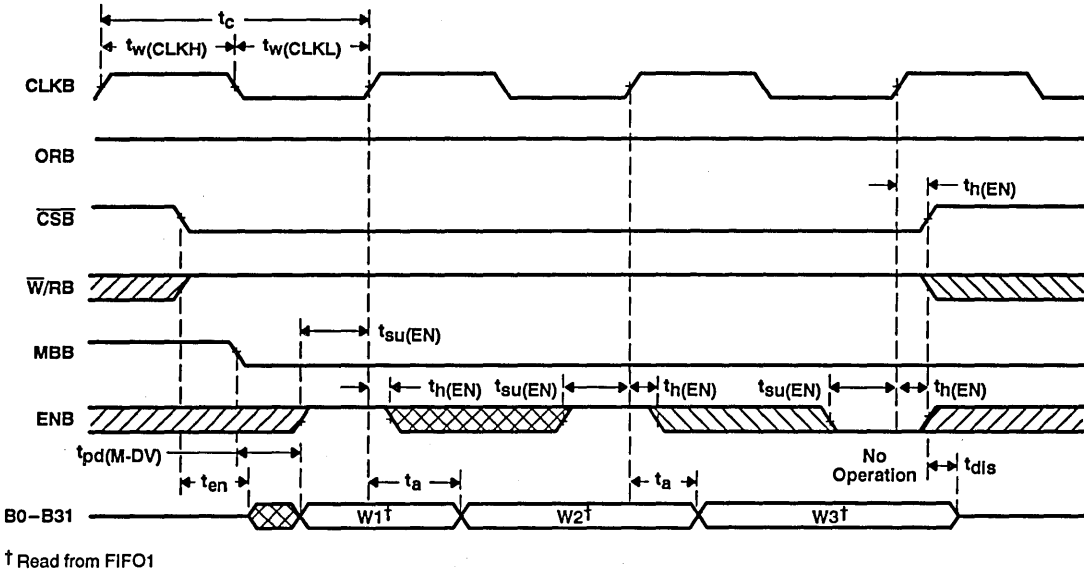 tc
tw(CLKH) tw(CLKL)
CLKB
ORB
th(EN)
CSB
W/RB
tsu(EN)
MBB
th(EN) tsu(EN) th(EN) tsu(EN) th(EN)
ENB
tpd(M-DV)
No
Operation
ten ta ta tdis
B0–B31 W1† W2† W3†
† Read from FIFO1